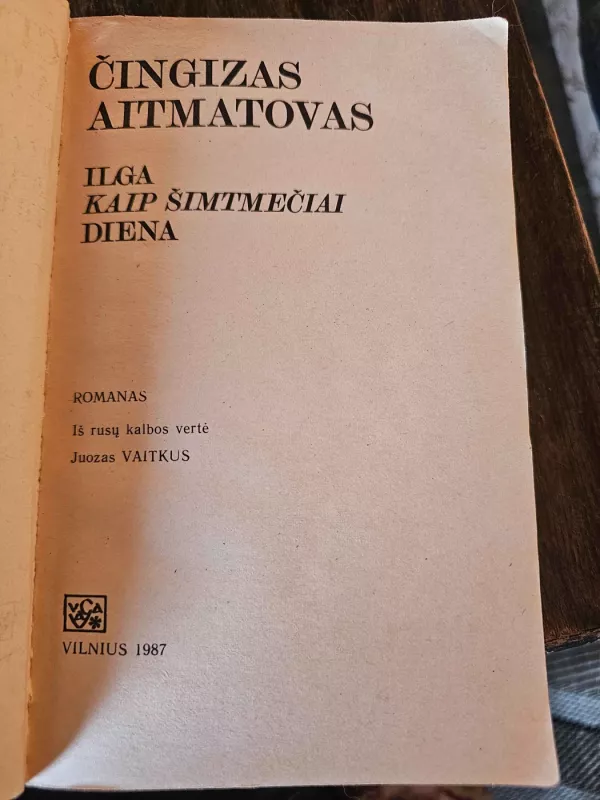 ČINGIZAS
AITMATOVAS
ILGA
KAIP ŠIMTMEČIAI
DIENA
ROMANAS
Iš rusų kalbos vertė
Juozas VAITKUS
VILNIUS 1987